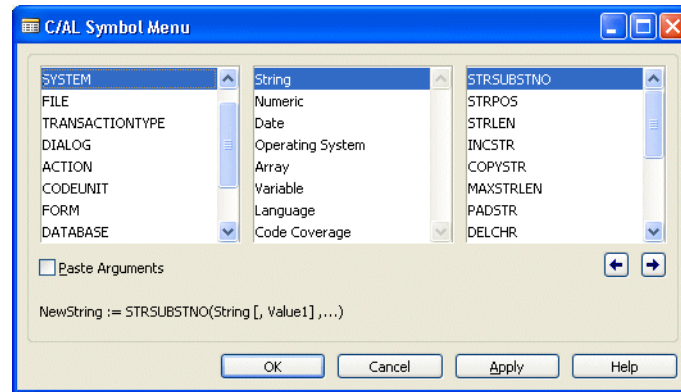 C/AL Symbol Menu
SYSTEM
FILE
TRANSACTIONTYPE
DIALOG
ACTION
CODEUNIT
FORM
DATABASE
String
Numeric
Date
Operating System
Array
Variable
Language
Code Coverage
STRSUBSTNO
STRPOS
STRLEN
INCSTR
COPYSTR
MAXSTRLEN
PADSTR
DELCHR
Paste Arguments
NewString := STRSUBSTNO(String [, Value1] ,...)
OK Cancel Apply Help